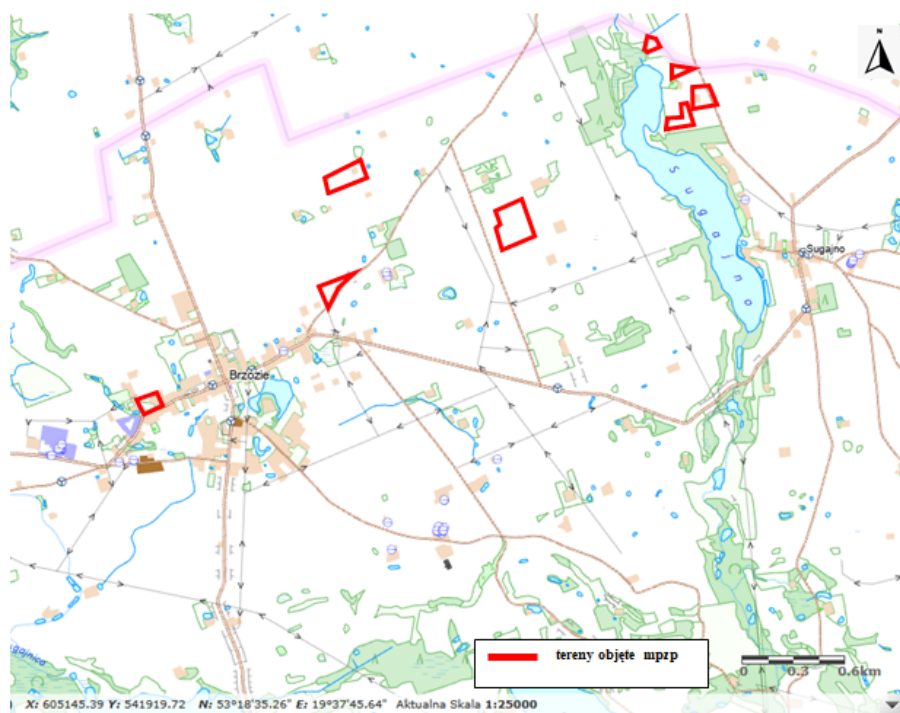 N
Sugajno
Sugajno
Brzozie
ugajnica
tereny objęte mpzp
0 0.3 0.6km
X: 605145.39 Y: 541919.72 N: 53°18'35.26" E: 19°37'45.64" Aktualna Skala 1:25000